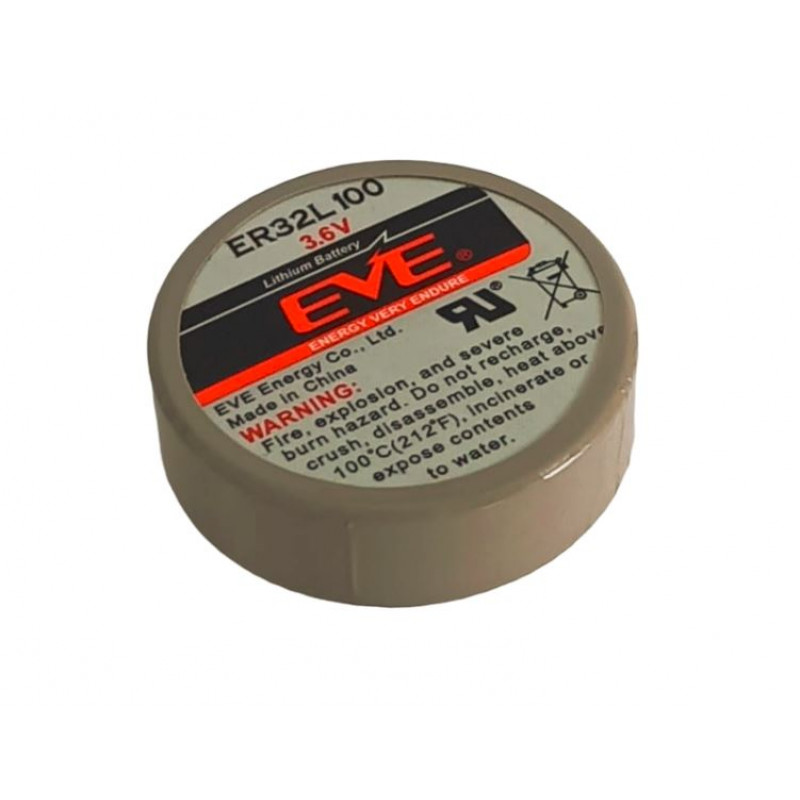 ER32L100
3.6V
Lithium Battery
EVE®
ENERGY VERY ENDURE
EVE Energy Co., Ltd.
Made in China
WARNING:
Fire, explosion, and severe
burn hazard. Do not recharge,
crush, disassemble, heat above
100°C(212°F), incinerate or
expose contents
to water.